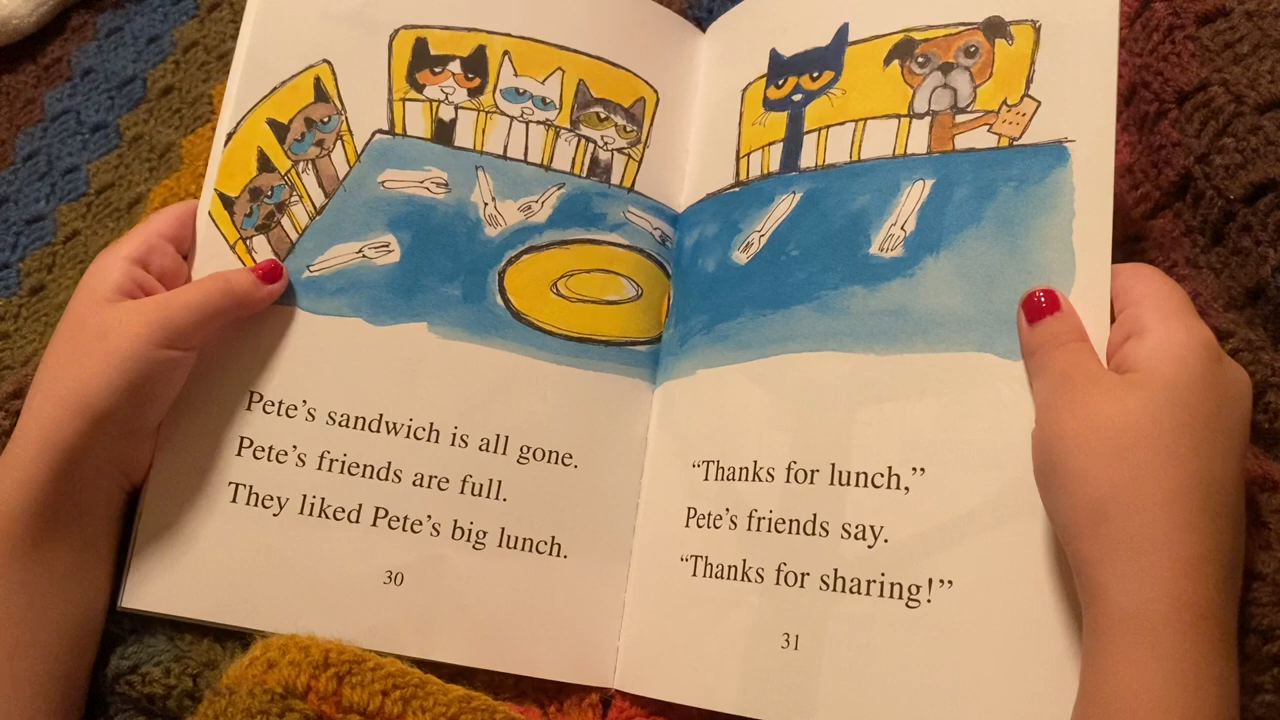 Pete’s sandwich is all gone.
Pete’s friends are full.
They liked Pete’s big lunch.
30
“Thanks for lunch,”
Pete’s friends say.
“Thanks for sharing!”
31